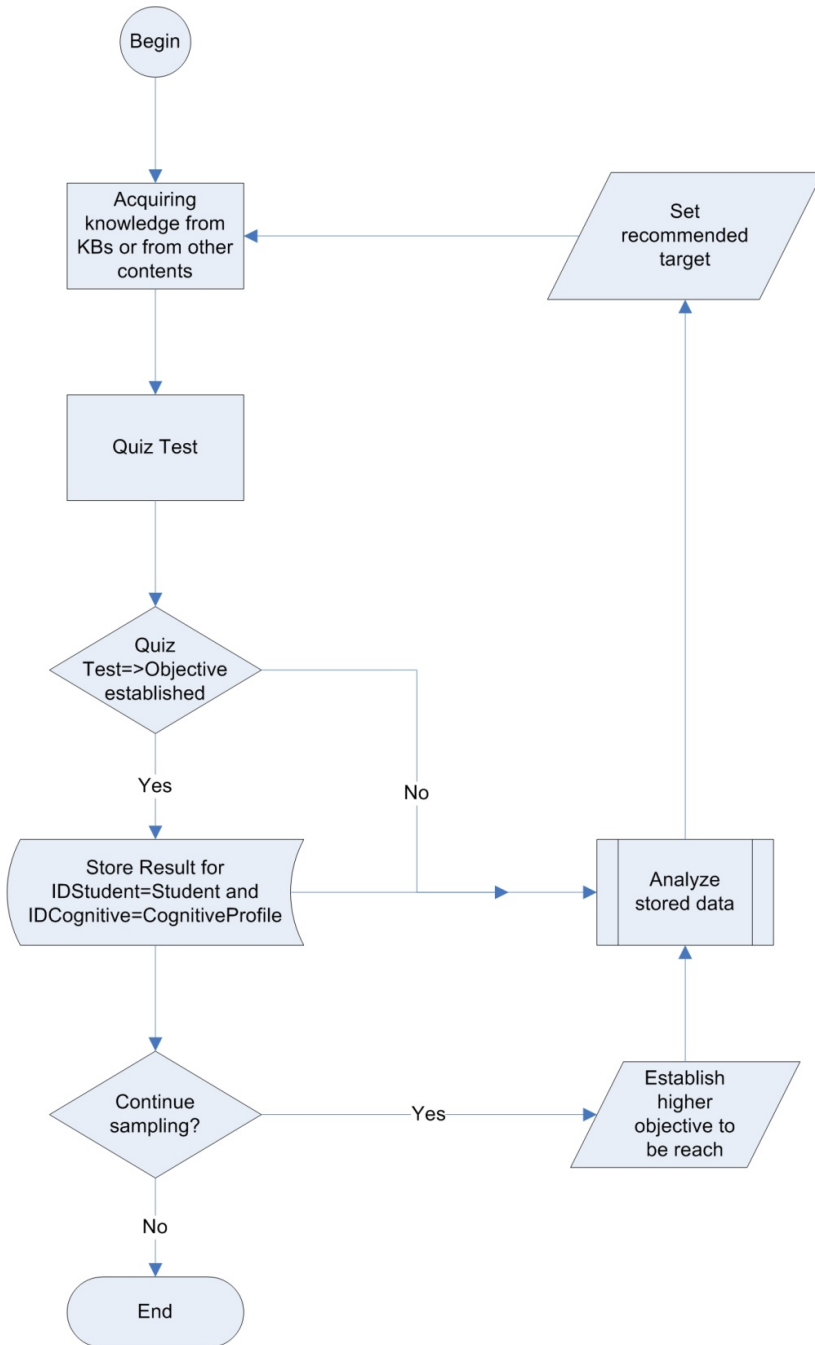 Begin
Acquiring
knowledge from
KBs or from other
contents
Set
recommended
target
Quiz Test
Quiz
Test=>Objective
established
Yes
No
Store Result for
IDStudent=Student and
IDCognitive=CognitiveProfile
Analyze
stored data
Continue
sampling?
Yes
Establish
higher
objective to
be reach
No
End